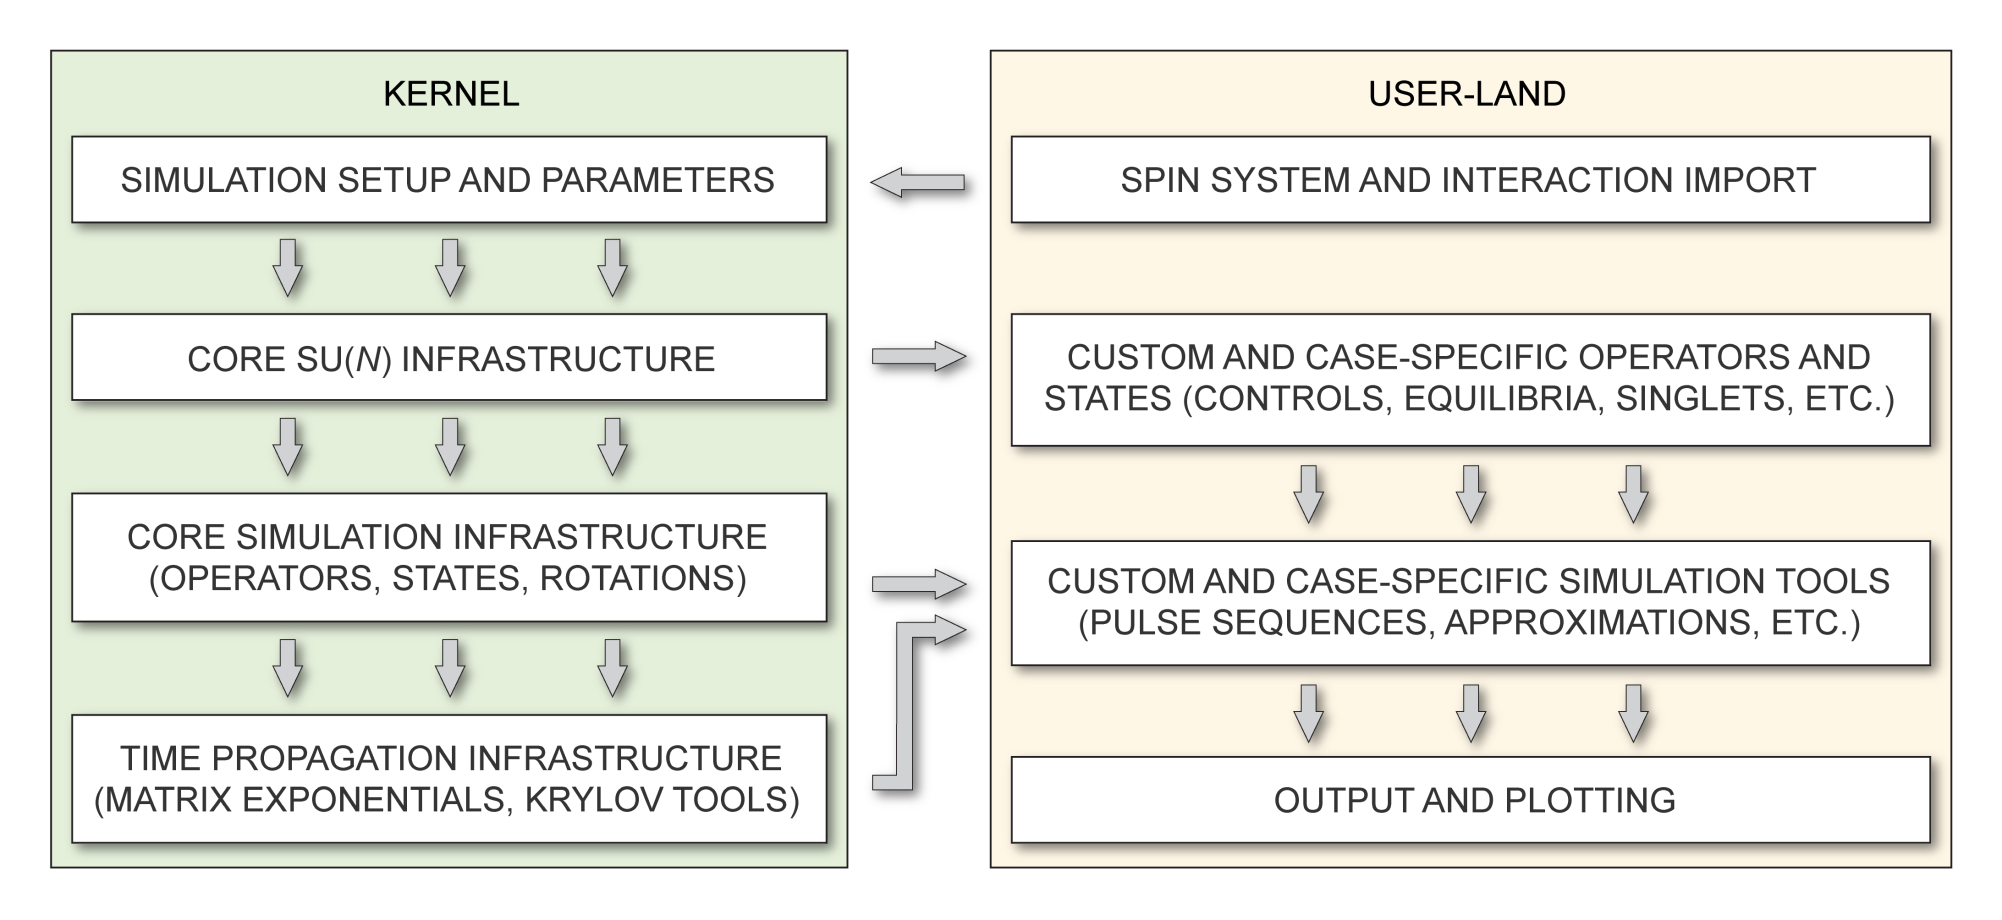 KERNEL
SIMULATION SETUP AND PARAMETERS
CORE SU(N) INFRASTRUCTURE
CORE SIMULATION INFRASTRUCTURE
(OPERATORS, STATES, ROTATIONS)
TIME PROPAGATION INFRASTRUCTURE
(MATRIX EXPONENTIALS, KRYLOV TOOLS)
USER-LAND
SPIN SYSTEM AND INTERACTION IMPORT
CUSTOM AND CASE-SPECIFIC OPERATORS AND
STATES (CONTROLS, EQUILIBRIA, SINGLETS, ETC.)
CUSTOM AND CASE-SPECIFIC SIMULATION TOOLS
(PULSE SEQUENCES, APPROXIMATIONS, ETC.)
OUTPUT AND PLOTTING